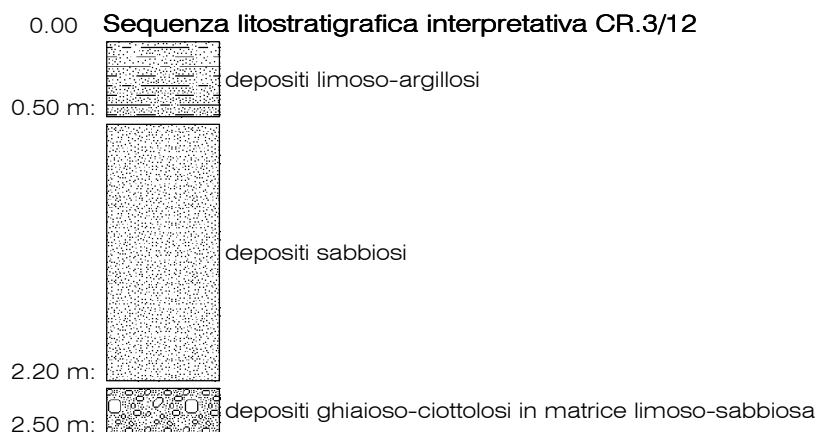 0.00 Sequenza litostratigrafica interpretativa CR.3/12
depositi limoso-argillosi
0.50 m:
depositi sabbiosi
2.20 m:
depositi ghiaioso-ciottolosi in matrice limoso-sabbiosa
2.50 m: